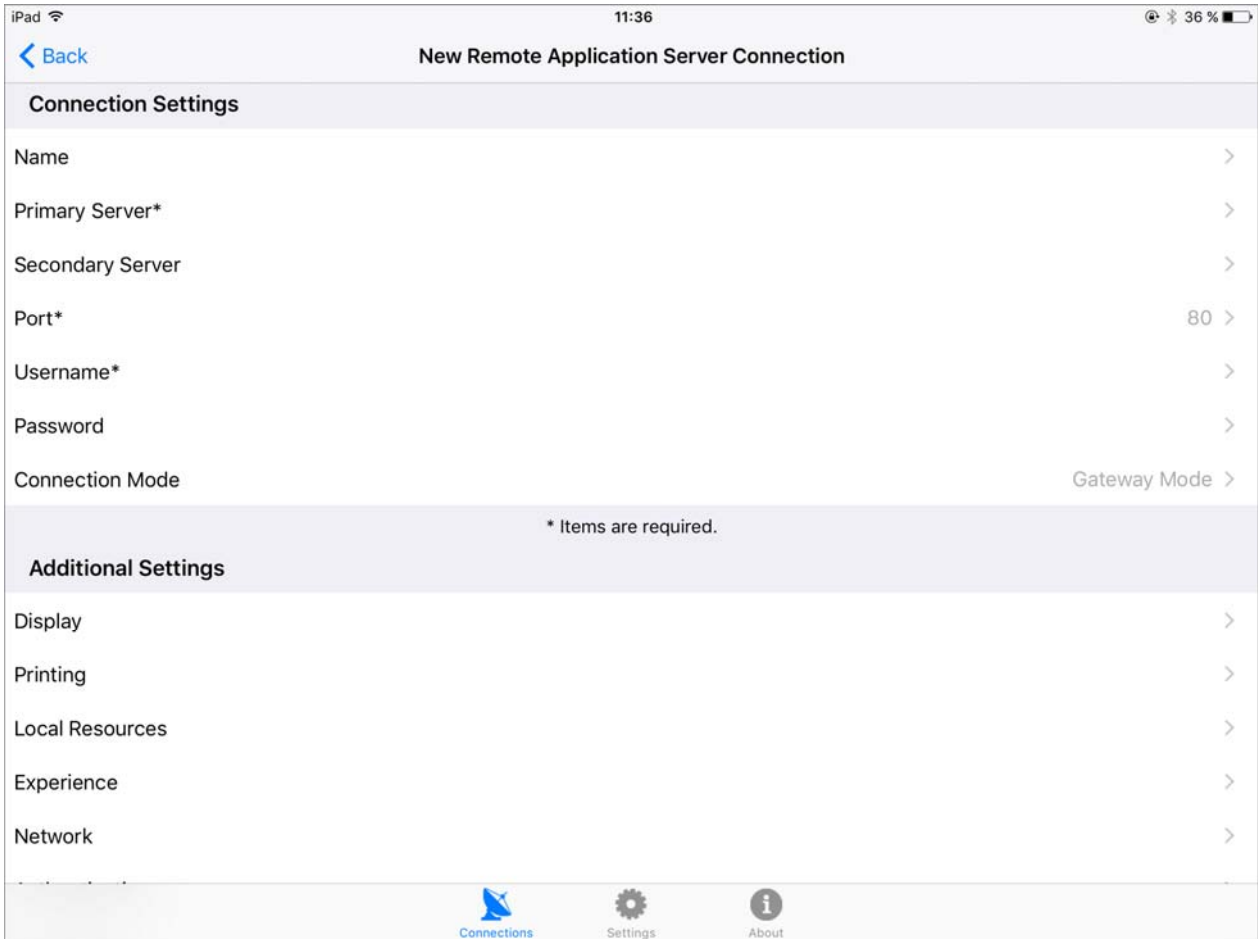 iPad 11:36 36 %
Back New Remote Application Server Connection
Connection Settings
Name
Primary Server*
Secondary Server
Port* 80
Username*
Password
Connection Mode Gateway Mode
* Items are required.
Additional Settings
Display
Printing
Local Resources
Experience
Network
Connections Settings About